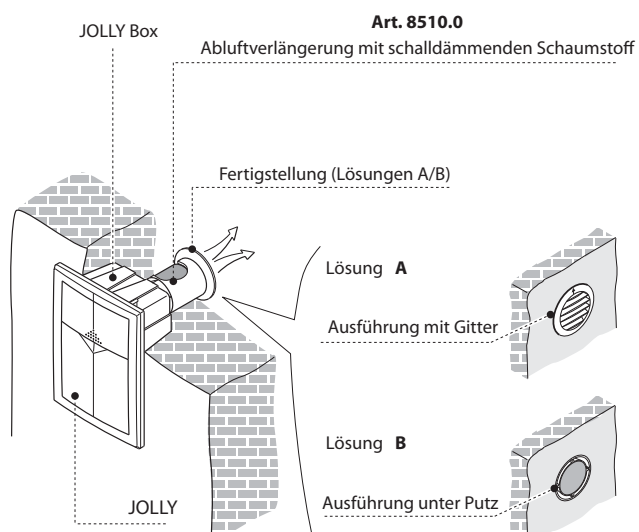 Art. 8510.0
JOLLY Box
Abluftverlängerung mit schalldämmenden Schaumstoff
Fertigstellung (Lösungen A/B)
Lösung A
Ausführung mit Gitter
Lösung B
Ausführung unter Putz
JOLLY